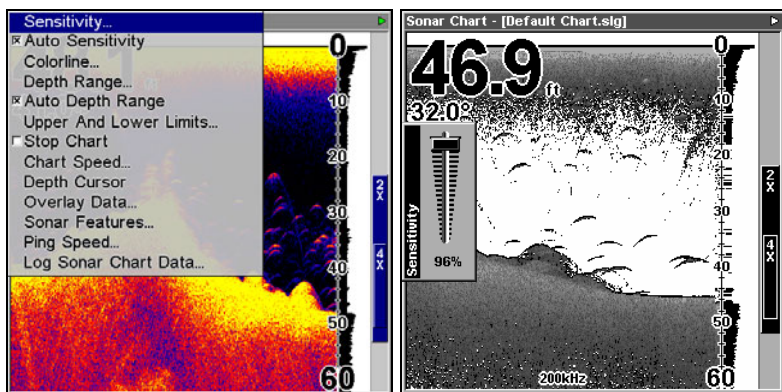 Sensitivity...
Auto Sensitivity
Colorline...
Depth Range...
Auto Depth Range
Upper And Lower Limits...
Stop Chart
Chart Speed...
Depth Cursor
Overlay Data...
Sonar Features...
Ping Speed...
Log Sonar Chart Data...
0
10
20
30
40
50
60
2X
4X
Sonar Chart - [Default Chart.slg]
46.9 ft
32.0°
Sensitivity
96%
0
10
20
30
40
50
60
200kHz
2X
4X